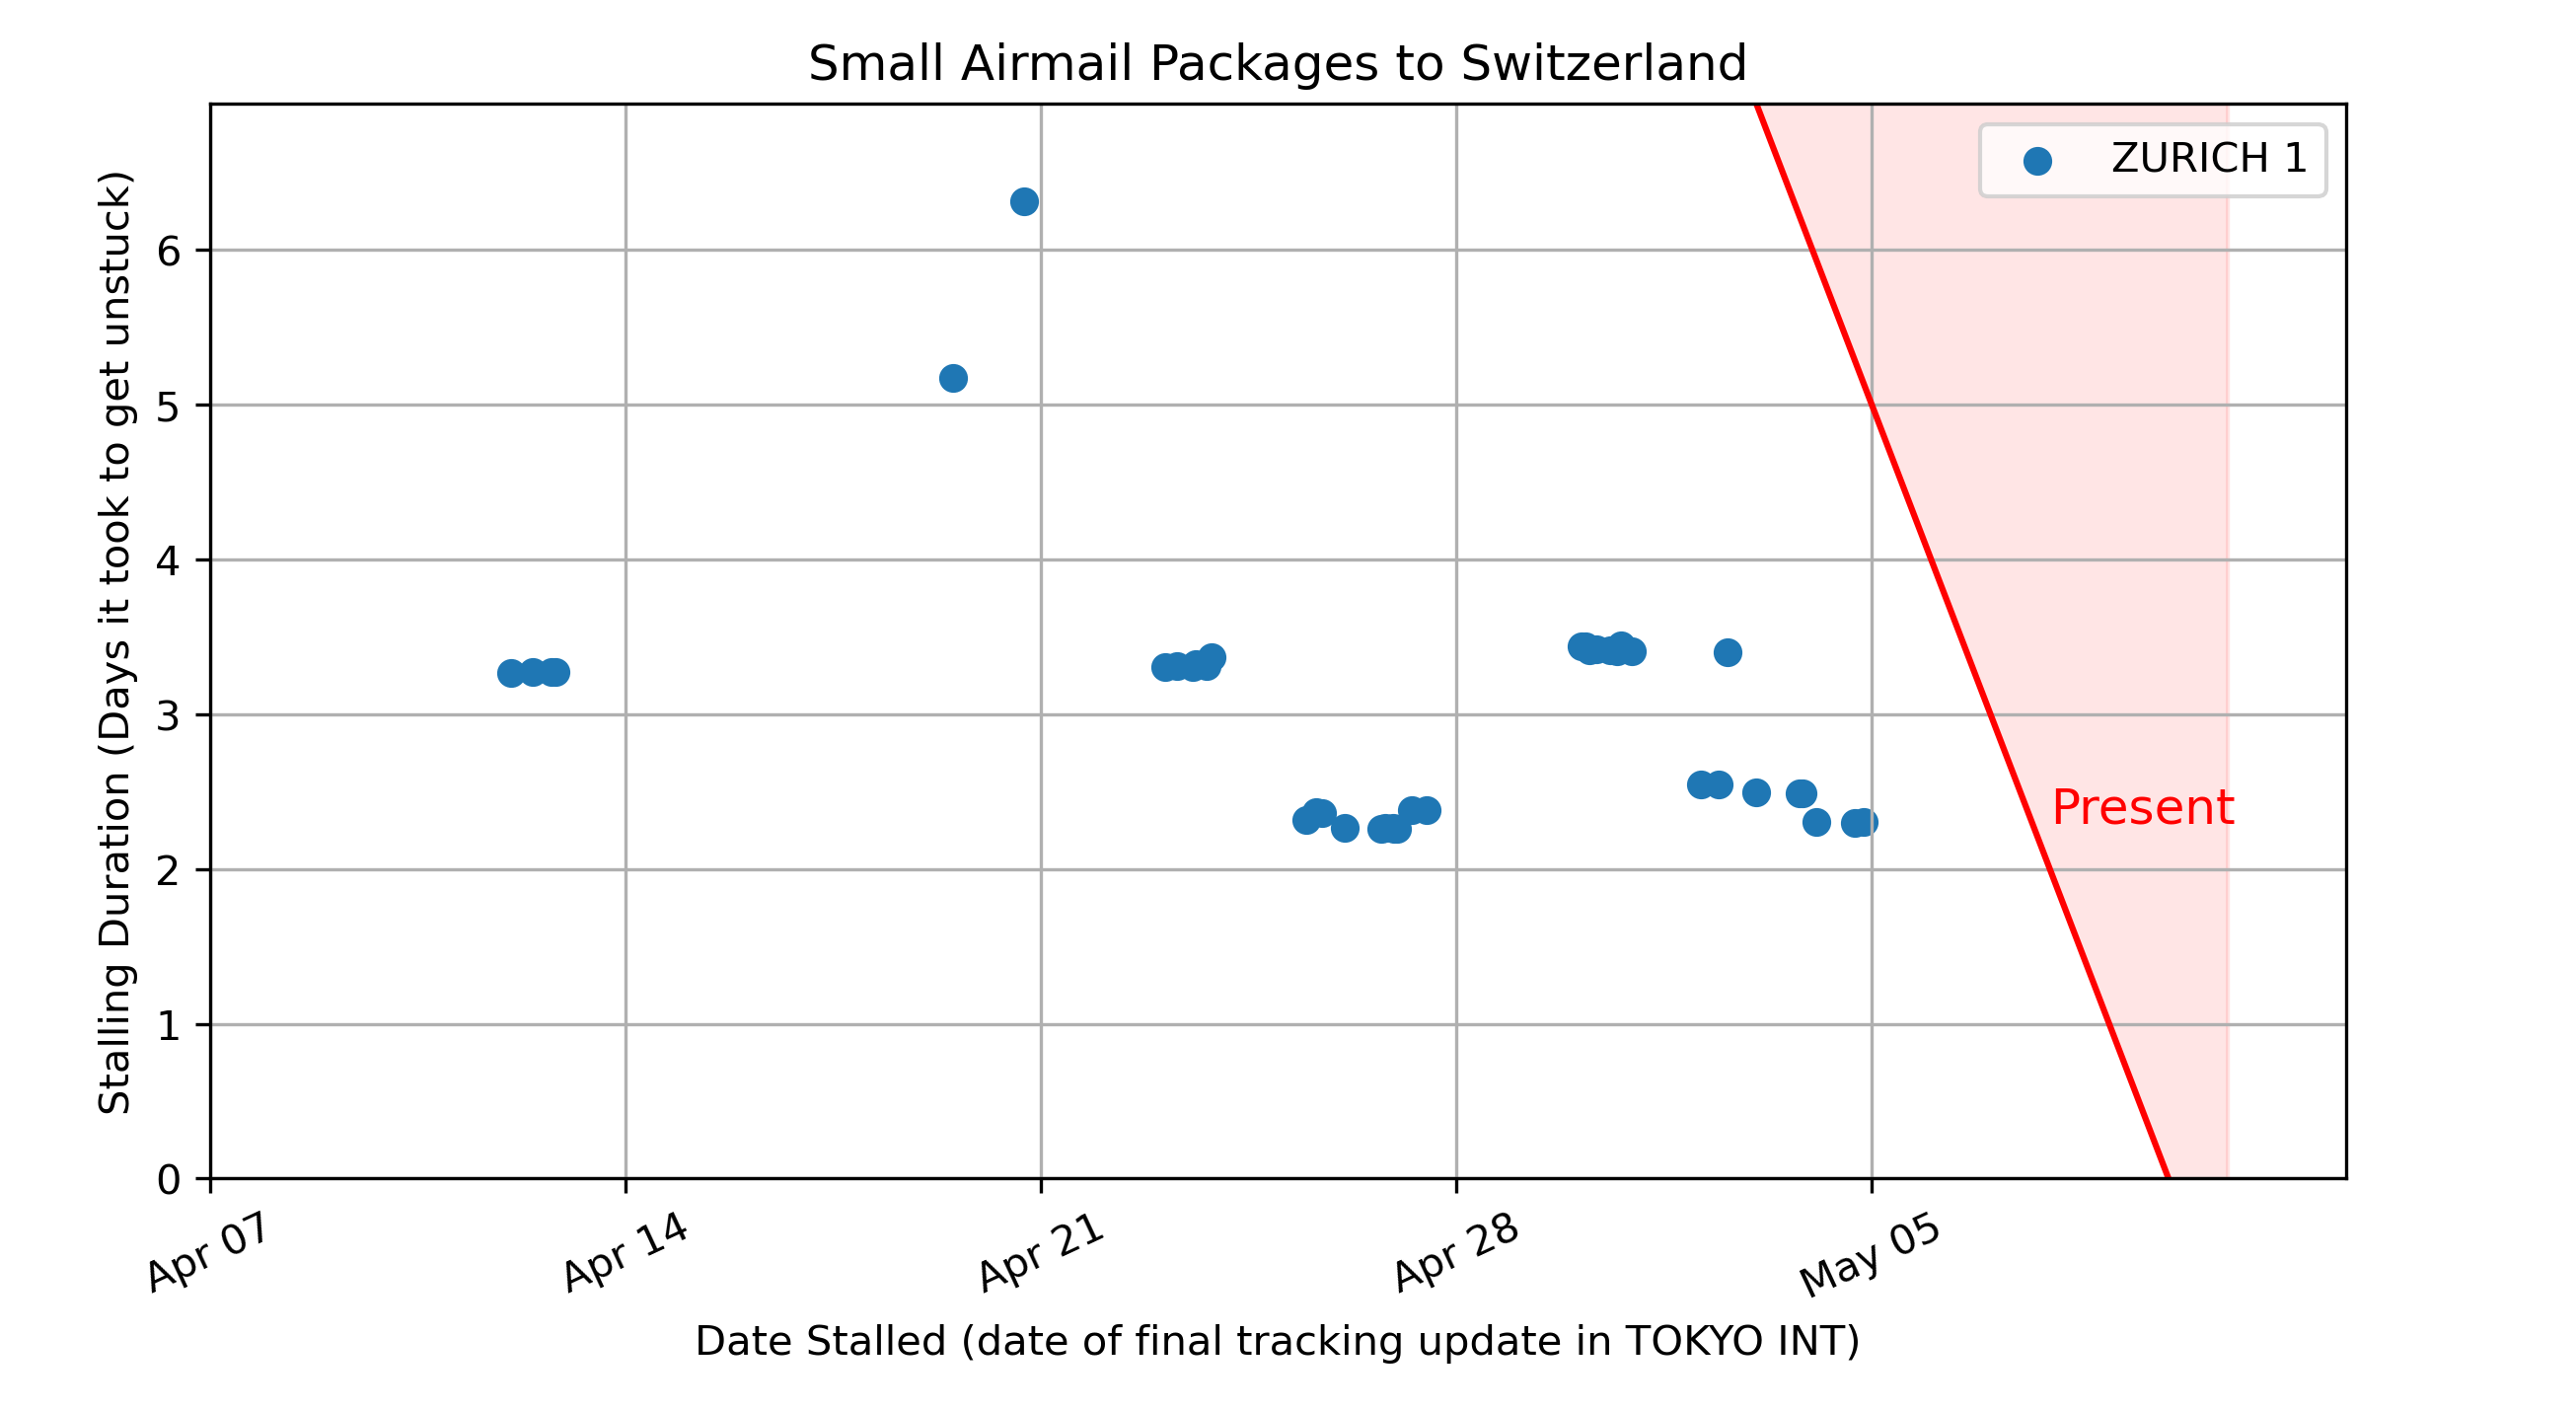 Small Airmail Packages to Switzerland
ZURICH 1
Stalling Duration (Days it took to get unstuck)
6
5
4
3
2
1
0
Present
Apr 07
Apr 14
Apr 21
Apr 28
May 05
Date Stalled (date of final tracking update in TOKYO INT)